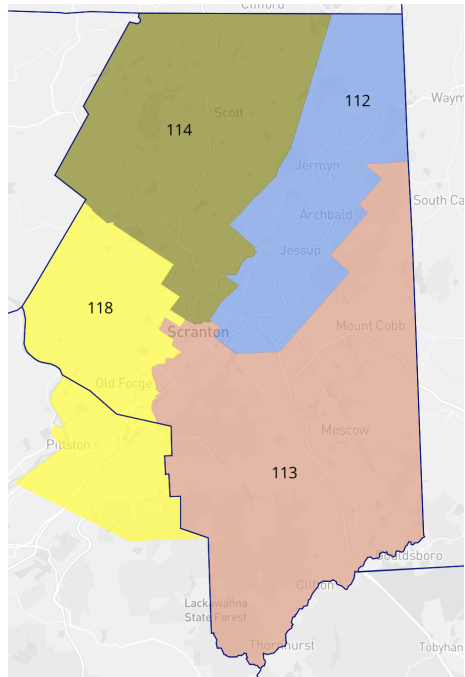 Clifford
112
Waym
114
Scott
Jermyn
South Ca
Archbald
Jessup
118
Scranton
Mount Cobb
Old Forge
Moscow
Pittston
113
Gouldsboro
Clifton
Lackawanna
State Forest
Thornhurst
Tobyhan